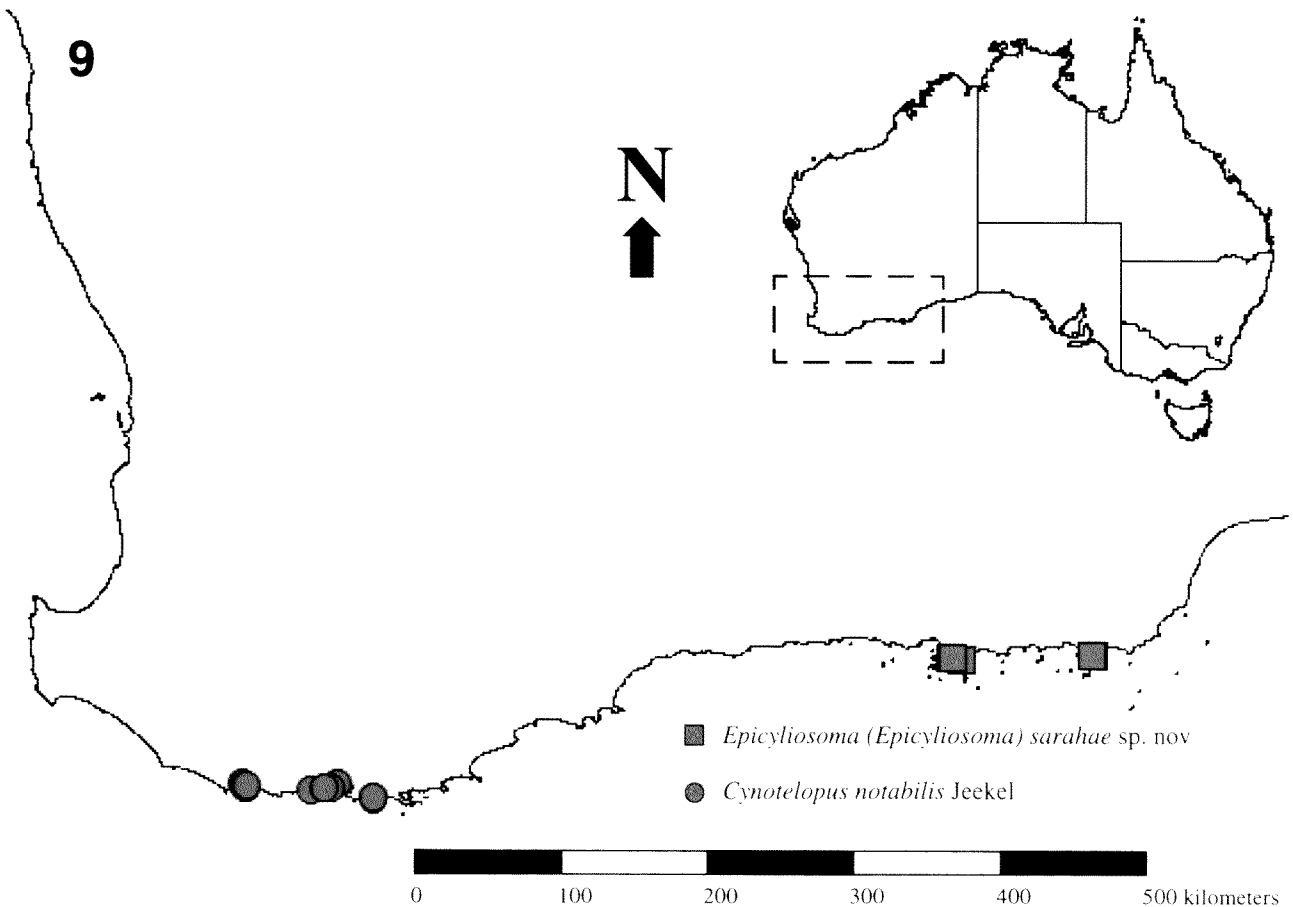 9
N
Epicyliosoma (Epicyliosoma) sarahae sp. nov
Cynotelopus notabilis Jeekel
0 100 200 300 400 500 kilometers